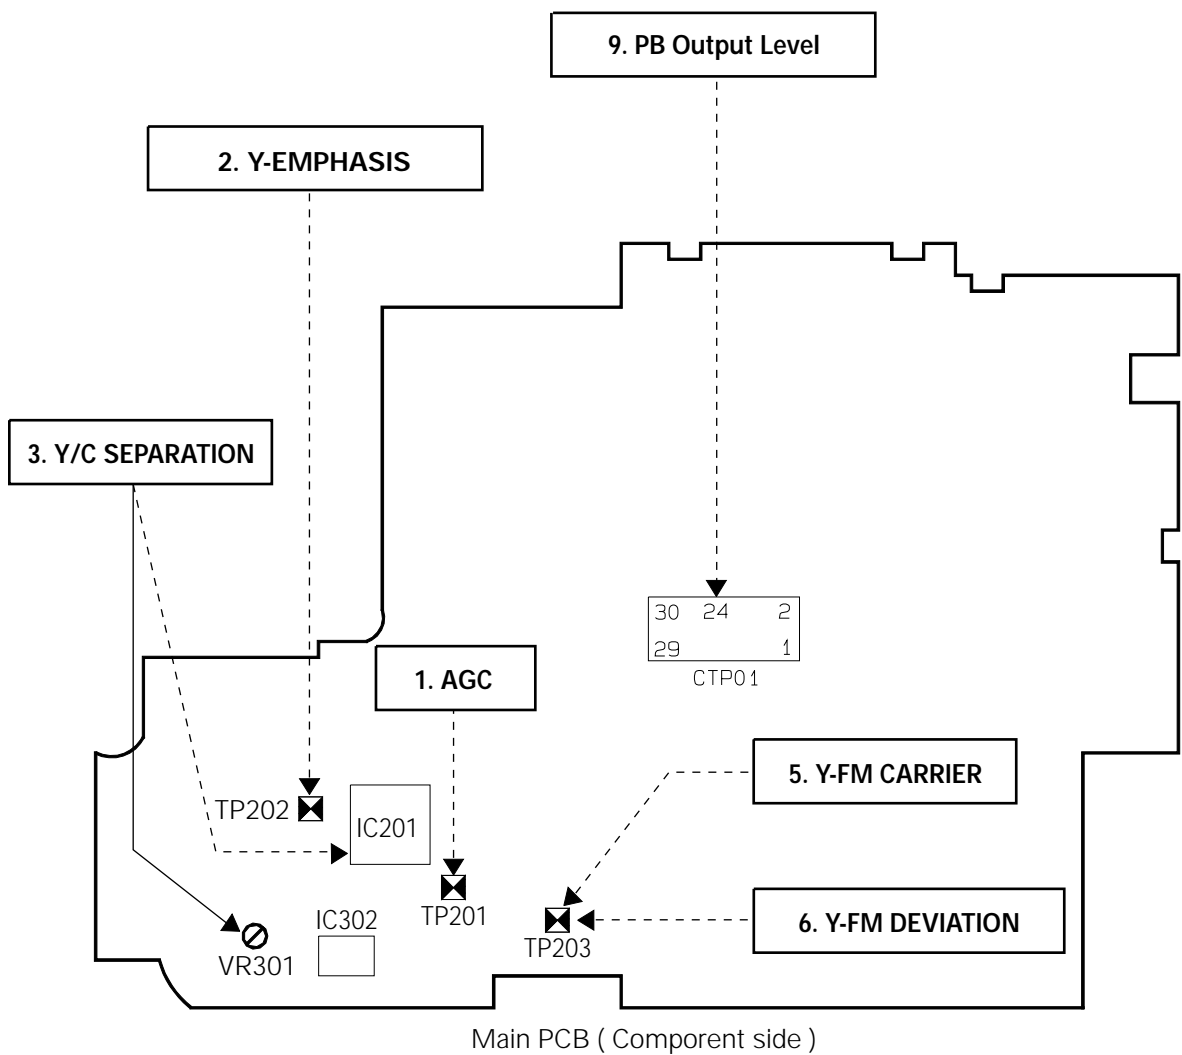 9. PB Output Level
2. Y-EMPHASIS
3. Y/C SEPARATION
30 24 2
29 1
CTP01
1. AGC
5. Y-FM CARRIER
TP202
IC201
TP201
6. Y-FM DEVIATION
IC302
TP203
VR301
Main PCB ( Component side )